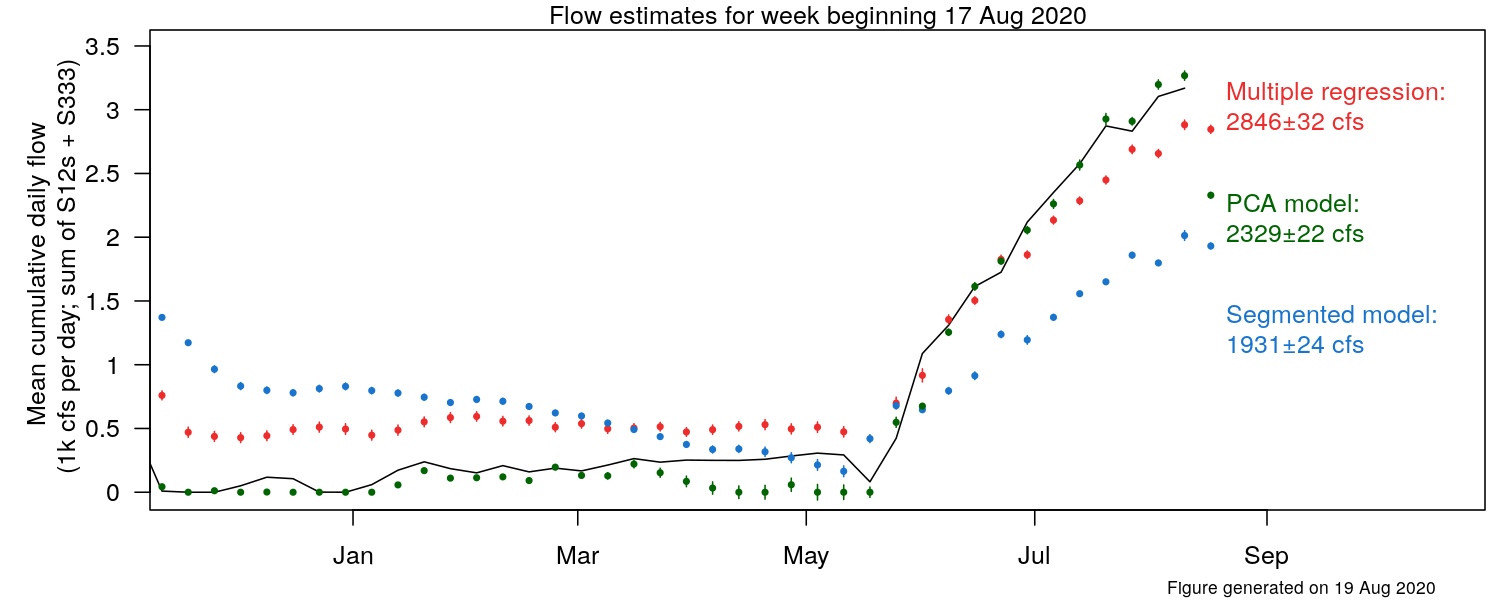 Flow estimates for week beginning 17 Aug 2020
Mean cumulative daily flow
(1k cfs per day; sum of S12s + S333)
3.5
3
2.5
2
1.5
1
0.5
0
Multiple regression:
2846±32 cfs
PCA model:
2329±22 cfs
Segmented model:
1931±24 cfs
Jan
Mar
May
Jul
Sep
Figure generated on 19 Aug 2020